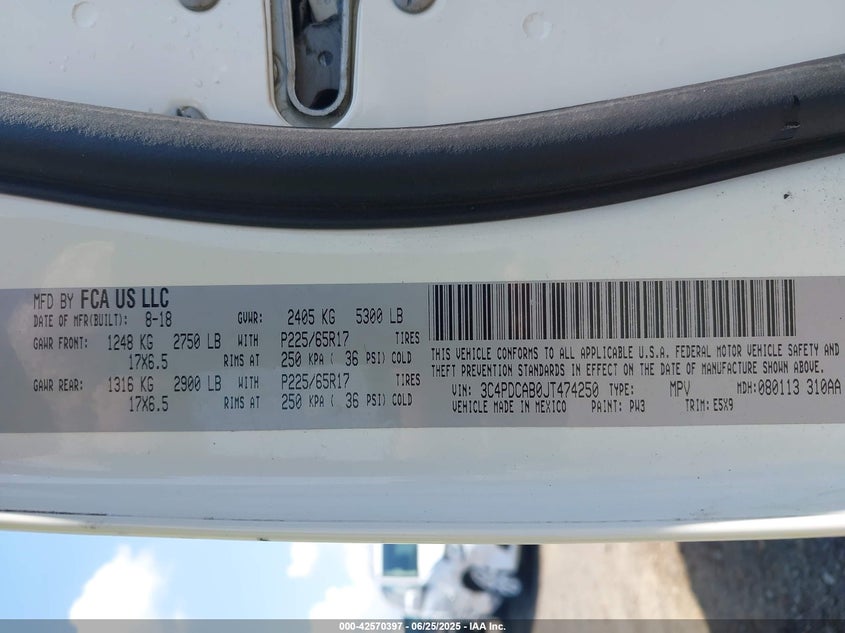 MFD BY FCA US LLC
DATE OF MFR(BUILT): 8-18 GVWR: 2405 KG 5300 LB
GAWR FRONT: 1248 KG 2750 LB WITH P225/65R17 TIRES
17X6.5 RIMS AT 250 KPA ( 36 PSI) COLD
GAWR REAR: 1316 KG 2900 LB WITH P225/65R17 TIRES
17X6.5 RIMS AT 250 KPA ( 36 PSI) COLD
THIS VEHICLE CONFORMS TO ALL APPLICABLE U.S.A. FEDERAL MOTOR VEHICLE SAFETY AND
THEFT PREVENTION STANDARDS IN EFFECT ON THE DATE OF MANUFACTURE SHOWN ABOVE.
VIN: 3C4PDCAB0JT474250 TYPE: MPV MDH:080113 310AA
VEHICLE MADE IN MEXICO PAINT: PW3 TRIM: E5X9
000-42570397 - 06/25/2025 - IAA Inc.